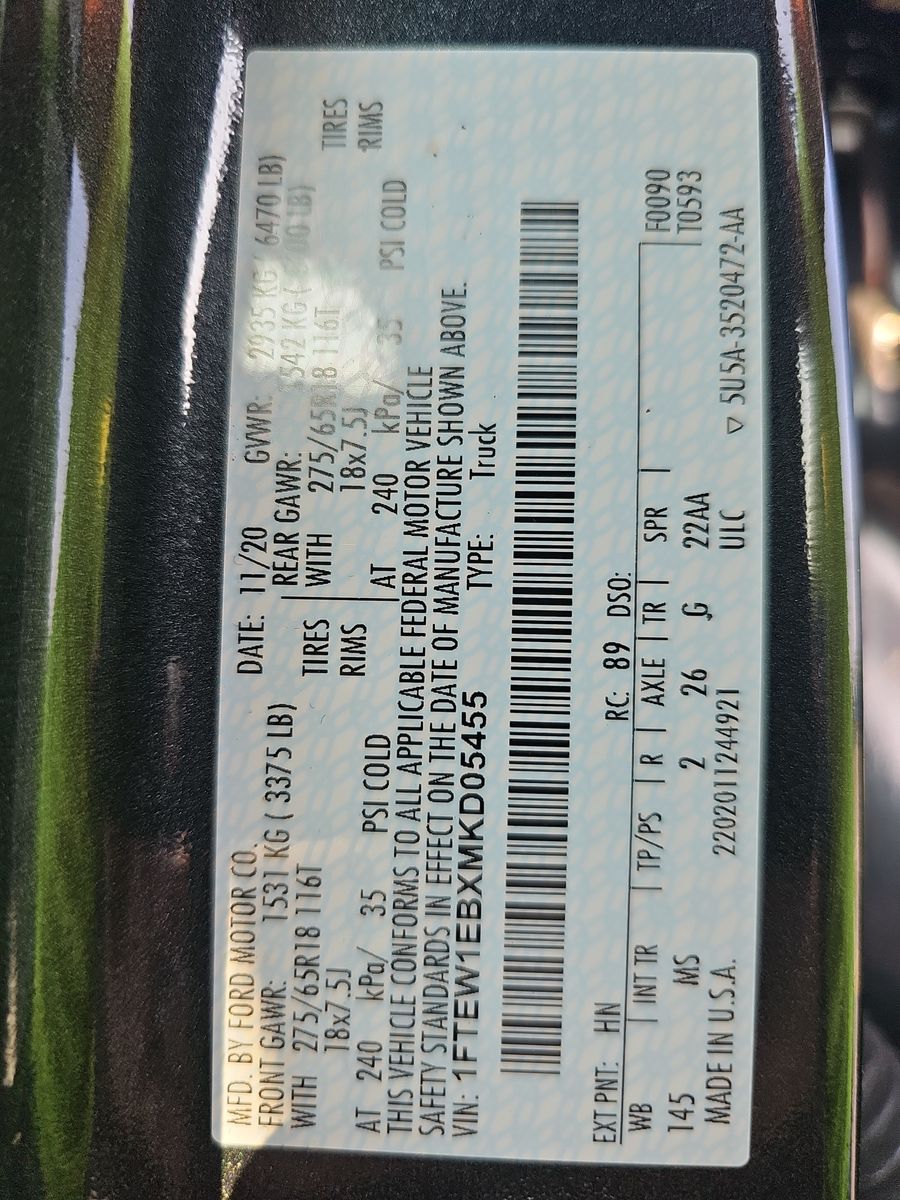 MFD. BY FORD MOTOR CO. DATE: 11/20 GVWR: 2935 KG ( 6470 LB)
FRONT GAWR: 1531 KG ( 3375 LB) REAR GAWR: 1542 KG ( LB)
WITH 275/65R18 116T TIRES WITH 275/65R18 116T TIRES
18x7.5J RIMS 18x7.5J RIMS
AT 240 kPa/ 35 PSI COLD AT 240 kPa/ 35 PSI COLD
THIS VEHICLE CONFORMS TO ALL APPLICABLE FEDERAL MOTOR VEHICLE
SAFETY STANDARDS IN EFFECT ON THE DATE OF MANUFACTURE SHOWN ABOVE.
VIN: 1FTEW1EBXMKD05455 TYPE: Truck
EXT PNT: HN RC: 89 DSO:
WB INT TR TP/PS R AXLE TR SPR F0090
145 MS 2 26 G 22AA T0593
MADE IN U.S.A. 2202011244921 ULC ▽ 5U5A-3520472-AA